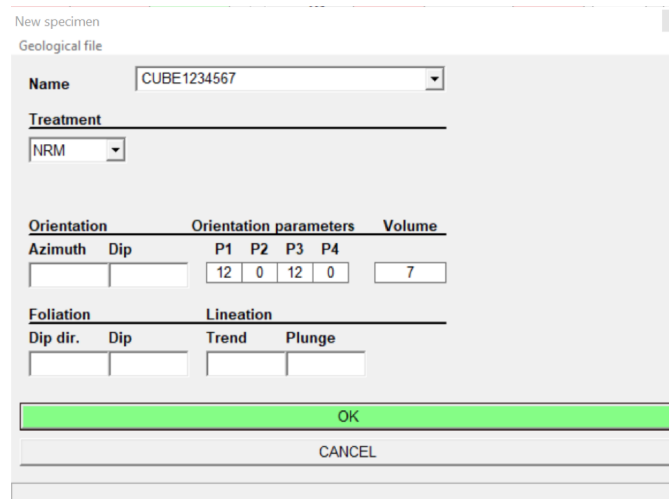 New specimen
Geological file
Name CUBE1234567
Treatment
NRM
Orientation Orientation parameters Volume
Azimuth Dip P1 P2 P3 P4
12 0 12 0 7
Foliation Lineation
Dip dir. Dip Trend Plunge
OK
CANCEL